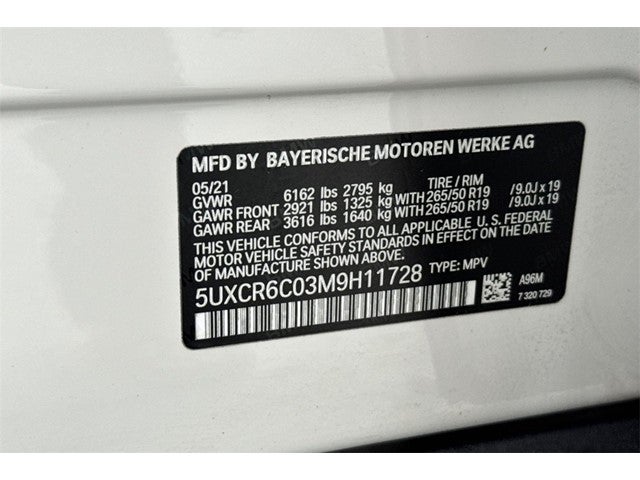 MFD BY BAYERISCHE MOTOREN WERKE AG
05/21 TIRE / RIM
GVWR 6162 lbs 2795 kg
GAWR FRONT 2921 lbs 1325 kg WITH 265/50 R19 /9.0J x 19
GAWR REAR 3616 lbs 1640 kg WITH 265/50 R19 /9.0J x 19
THIS VEHICLE CONFORMS TO ALL APPLICABLE U.S. FEDERAL
MOTOR VEHICLE SAFETY STANDARDS IN EFFECT ON THE
DATE OF MANUFACTURE SHOWN ABOVE.
5UXCR6C03M9H11728 TYPE: MPV
A96M
7 320 729